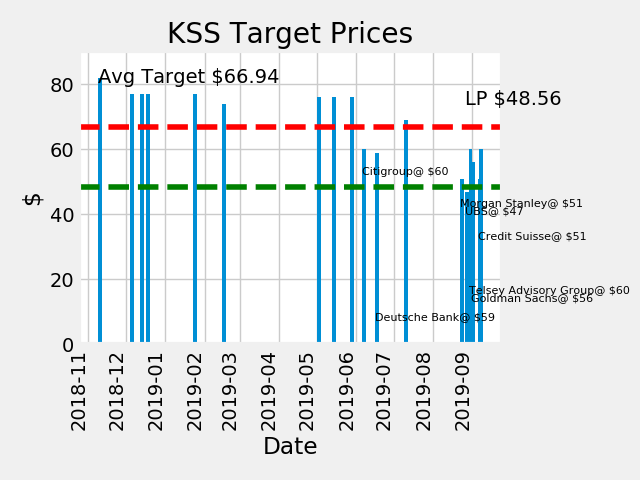 KSS Target Prices
Avg Target $66.94
LP $48.56
80
60
40
20
0
$
Citigroup@ $60
Morgan Stanley@ $51
UBS@ $47
Credit Suisse@ $51
Telsey Advisory Group@ $60
Goldman Sachs@ $56
Deutsche Bank@ $59
2018-11
2018-12
2019-01
2019-02
2019-03
2019-04
2019-05
2019-06
2019-07
2019-08
2019-09
Date